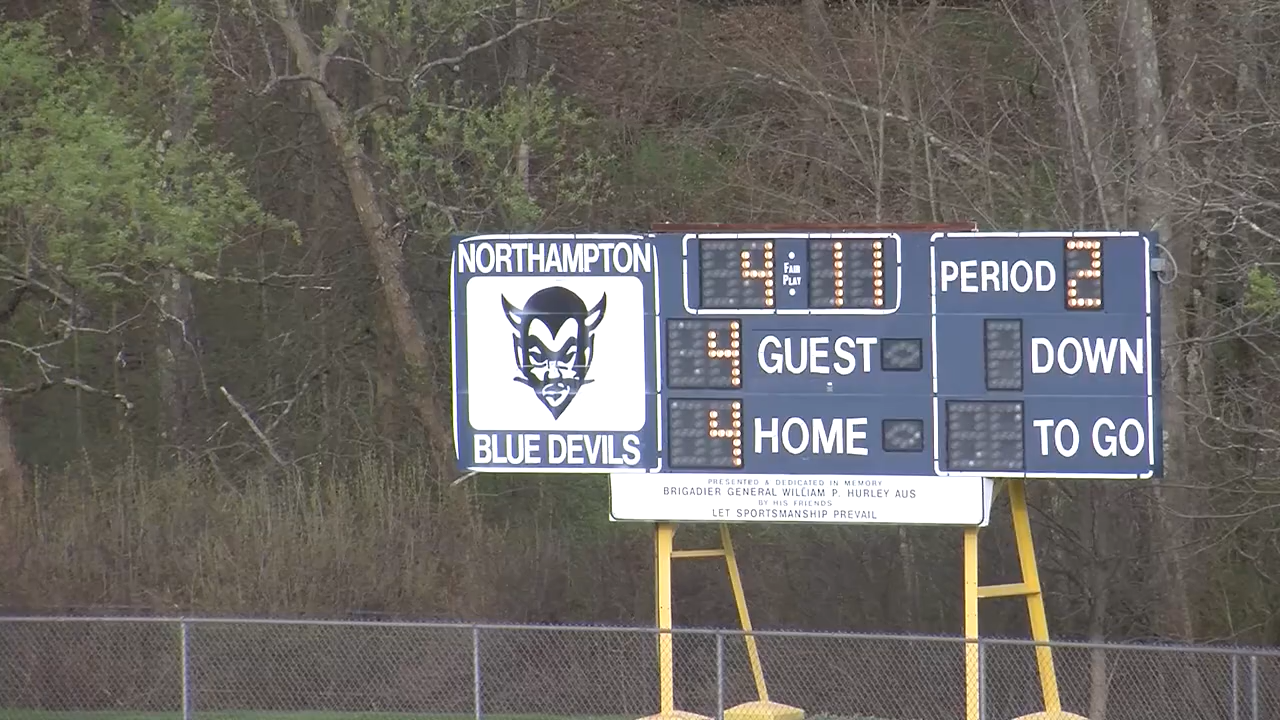 NORTHAMPTON
BLUE DEVILS
4 FAIR PLAY 11
PERIOD 2
4 GUEST
DOWN
4 HOME
TO GO
PRESENTED & DEDICATED IN MEMORY
BRIGADIER GENERAL WILLIAM P. HURLEY AUS
BY HIS FRIENDS
LET SPORTSMANSHIP PREVAIL